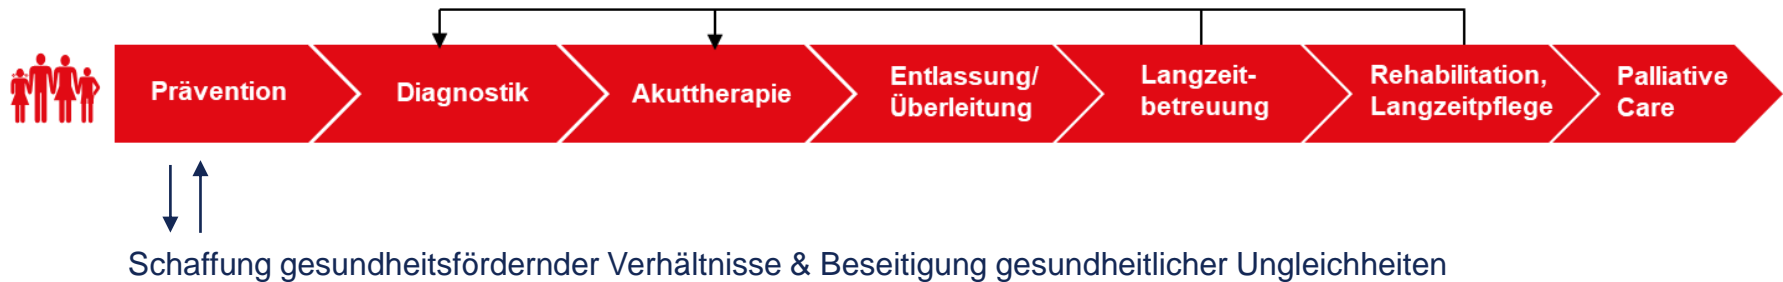 Prävention
Diagnostik
Akuttherapie
Entlassung/
Überleitung
Langzeit-
betreuung
Rehabilitation,
Langzeitpflege
Palliative
Care
Schaffung gesundheitsfördernder Verhältnisse & Beseitigung gesundheitlicher Ungleichheiten